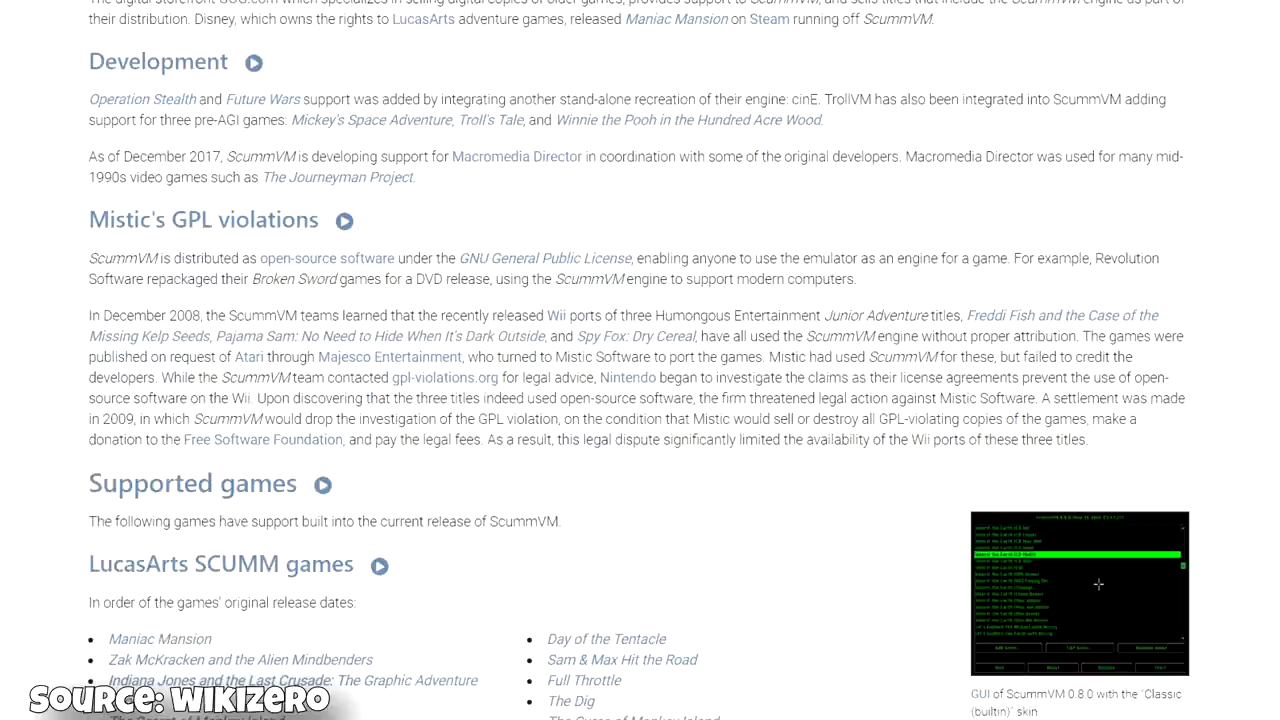 The digital storefront GOG.com which specializes in selling digital copies of older games, provides support to ScummVM, and sells titles that include the ScummVM engine as part of
their distribution. Disney, which owns the rights to LucasArts adventure games, released Maniac Mansion on Steam running off ScummVM.
Development
Operation Stealth and Future Wars support was added by integrating another stand-alone recreation of their engine: cinE. TrollVM has also been integrated into ScummVM adding
support for three pre-AGI games: Mickey's Space Adventure, Troll's Tale, and Winnie the Pooh in the Hundred Acre Wood.
As of December 2017, ScummVM is developing support for Macromedia Director in coordination with some of the original developers. Macromedia Director was used for many mid-
1990s video games such as The Journeyman Project.
Mistic's GPL violations
ScummVM is distributed as open-source software under the GNU General Public License, enabling anyone to use the emulator as an engine for a game. For example, Revolution
Software repackaged their Broken Sword games for a DVD release, using the ScummVM engine to support modern computers.
In December 2008, the ScummVM teams learned that the recently released Wii ports of three Humongous Entertainment Junior Adventure titles, Freddi Fish and the Case of the
Missing Kelp Seeds, Pajama Sam: No Need to Hide When It's Dark Outside, and Spy Fox: Dry Cereal, have all used the ScummVM engine without proper attribution. The games were
published on request of Atari through Majesco Entertainment, who turned to Mistic Software to port the games. Mistic had used ScummVM for these, but failed to credit the
developers. While the ScummVM team contacted gpl-violations.org for legal advice, Nintendo began to investigate the claims as their license agreements prevent the use of open-
source software on the Wii. Upon discovering that the three titles indeed used open-source software, the firm threatened legal action against Mistic Software. A settlement was made
in 2009, in which ScummVM would drop the investigation of the GPL violation, on the condition that Mistic would sell or destroy all GPL-violating copies of the games, make a
donation to the Free Software Foundation, and pay the legal fees. As a result, this legal dispute significantly limited the availability of the Wii ports of these three titles.
Supported games
The following games have support built into the current release of ScummVM.
LucasArts SCUMM games
In order of the games' original releases:
Maniac Mansion
Zak McKracken and the Alien Mindbenders
Indiana Jones and the Last Crusade: The Graphic Adventure
Day of the Tentacle
Sam & Max Hit the Road
Full Throttle
The Dig
GUI of ScummVM 0.8.0 with the "Classic
(builtin)" skin
SOURCE: WIKIZERO